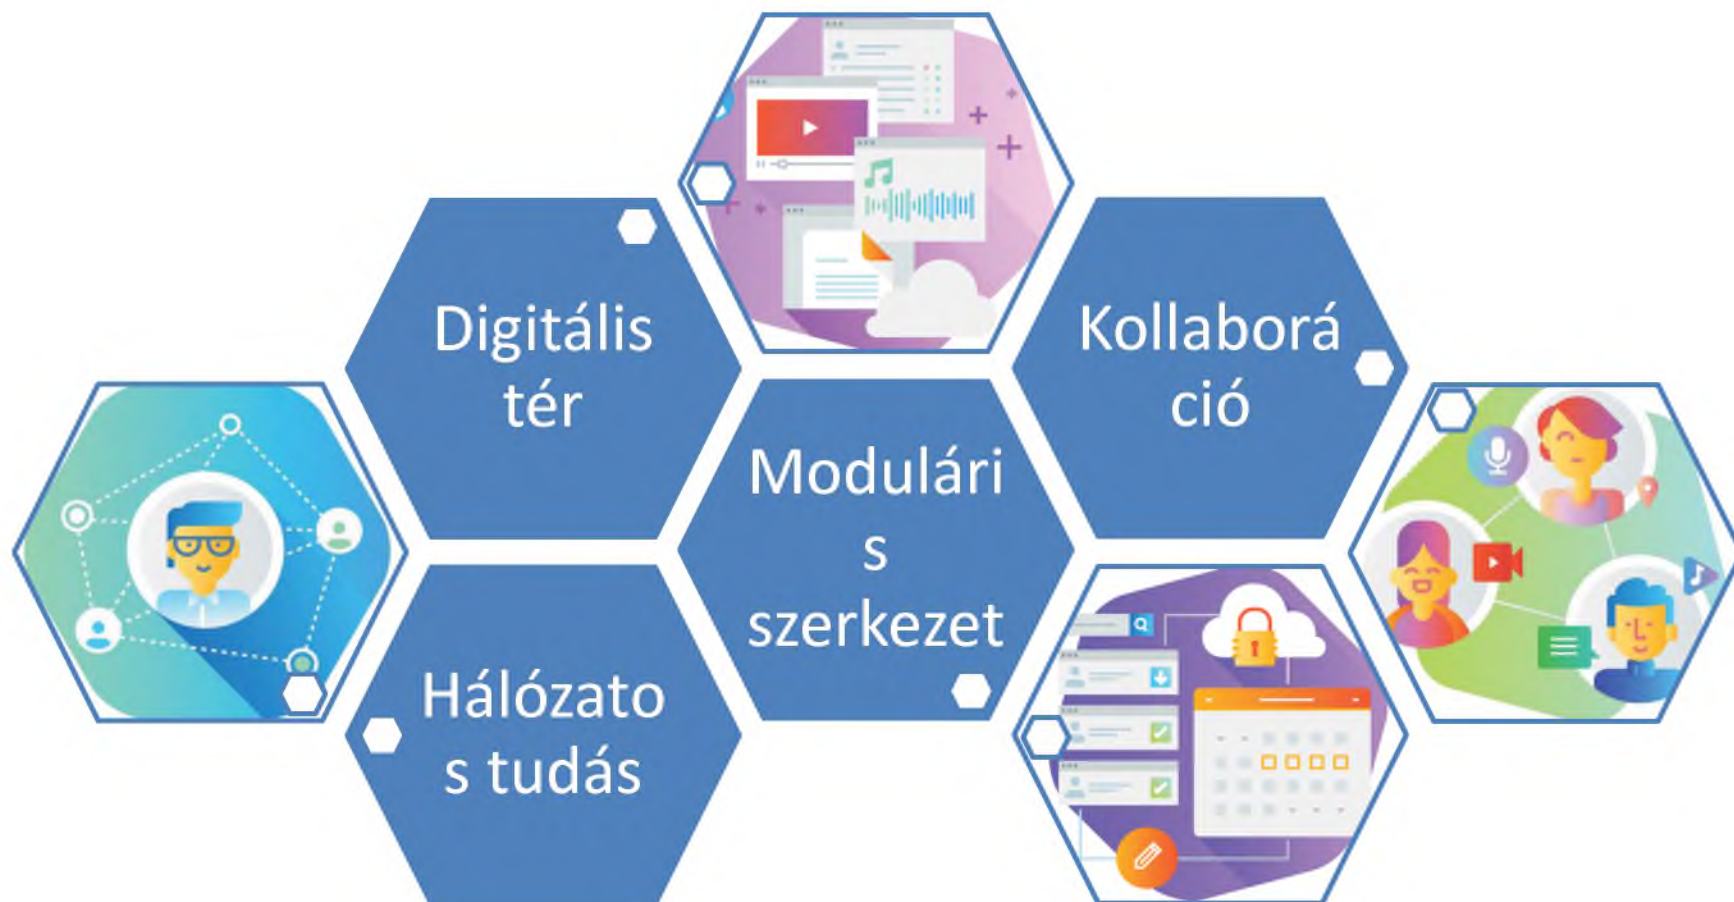 Digitális
tér
Kollaborá
ció
Modulári
s
szerkezet
Hálózato
s tudás